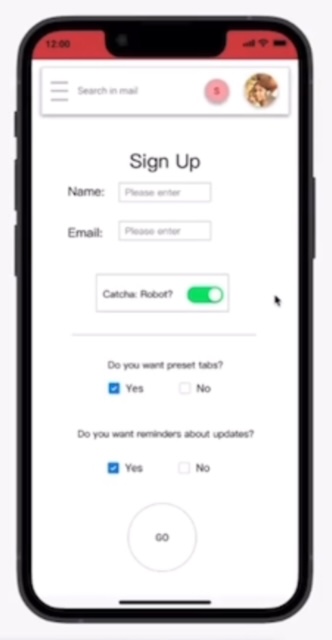 12:00
Search in mail
S
Sign Up
Name: Please enter
Email: Please enter
Catcha: Robot?
Do you want preset tabs?
Yes No
Do you want reminders about updates?
Yes No
GO